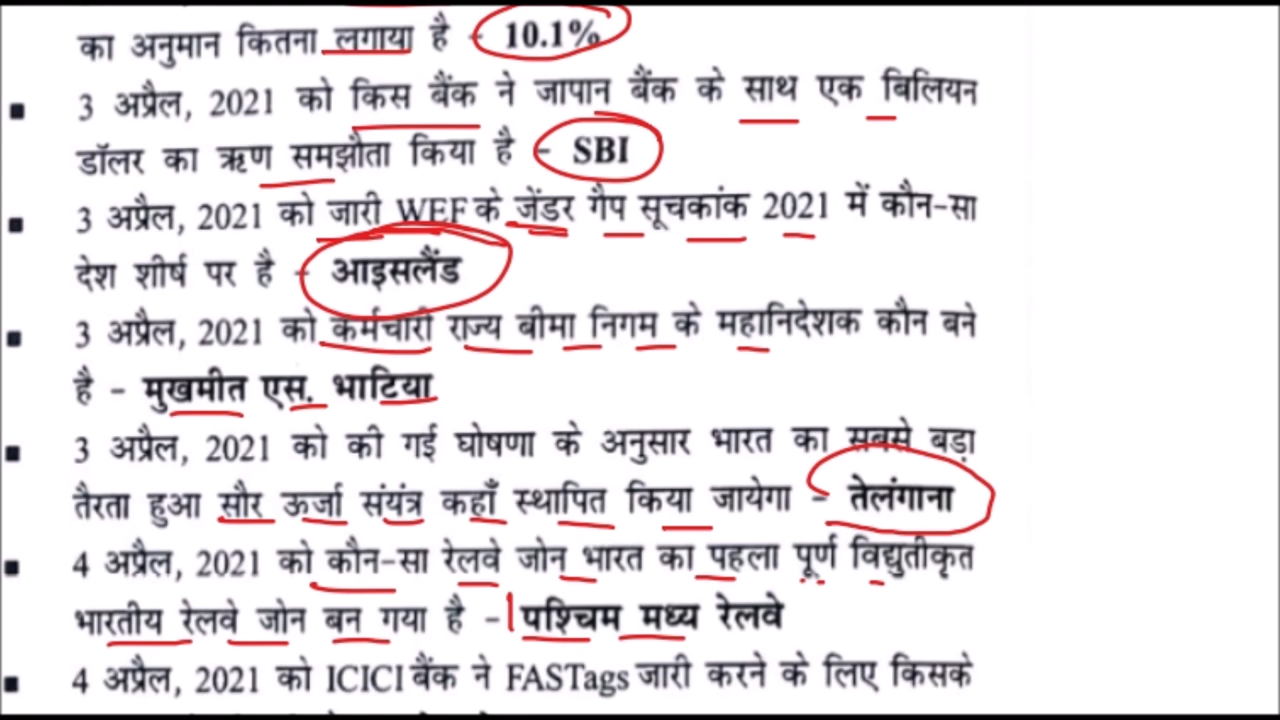 का अनुमान कितना लगाया है - 10.1%
▪ 3 अप्रैल, 2021 को किस बैंक ने जापान बैंक के साथ एक बिलियन
डॉलर का ऋण समझौता किया है - SBI
▪ 3 अप्रैल, 2021 को जारी WEF के जेंडर गैप सूचकांक 2021 में कौन-सा
देश शीर्ष पर है - आइसलैंड
▪ 3 अप्रैल, 2021 को कर्मचारी राज्य बीमा निगम के महानिदेशक कौन बने
है - मुखमीत एस. भाटिया
▪ 3 अप्रैल, 2021 को की गई घोषणा के अनुसार भारत का सबसे बड़ा
तैरता हुआ सौर ऊर्जा संयंत्र कहाँ स्थापित किया जायेगा - तेलंगाना
▪ 4 अप्रैल, 2021 को कौन-सा रेलवे जोन भारत का पहला पूर्ण विद्युतीकृत
भारतीय रेलवे जोन बन गया है - पश्चिम मध्य रेलवे
▪ 4 अप्रैल, 2021 को ICICI बैंक ने FASTags जारी करने के लिए किसके